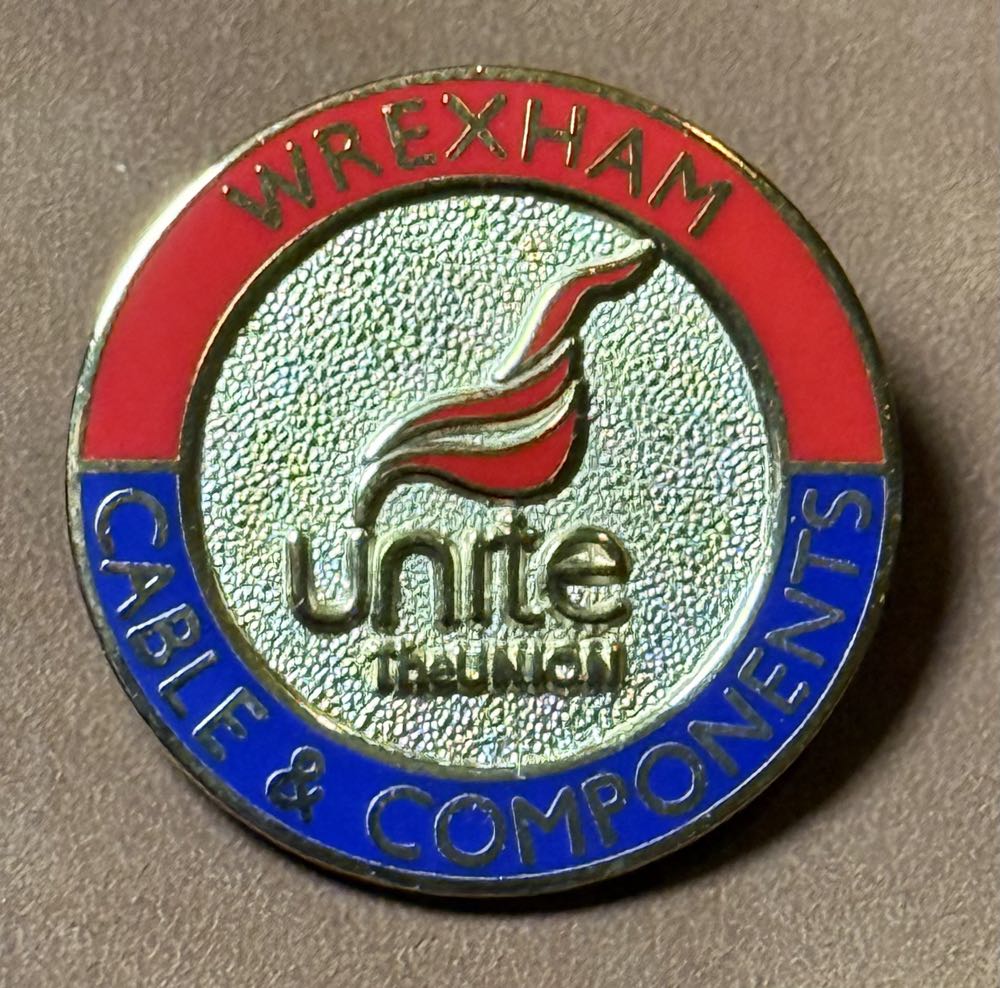 WREXHAM
unite
TheUNION
CABLE & COMPONENTS